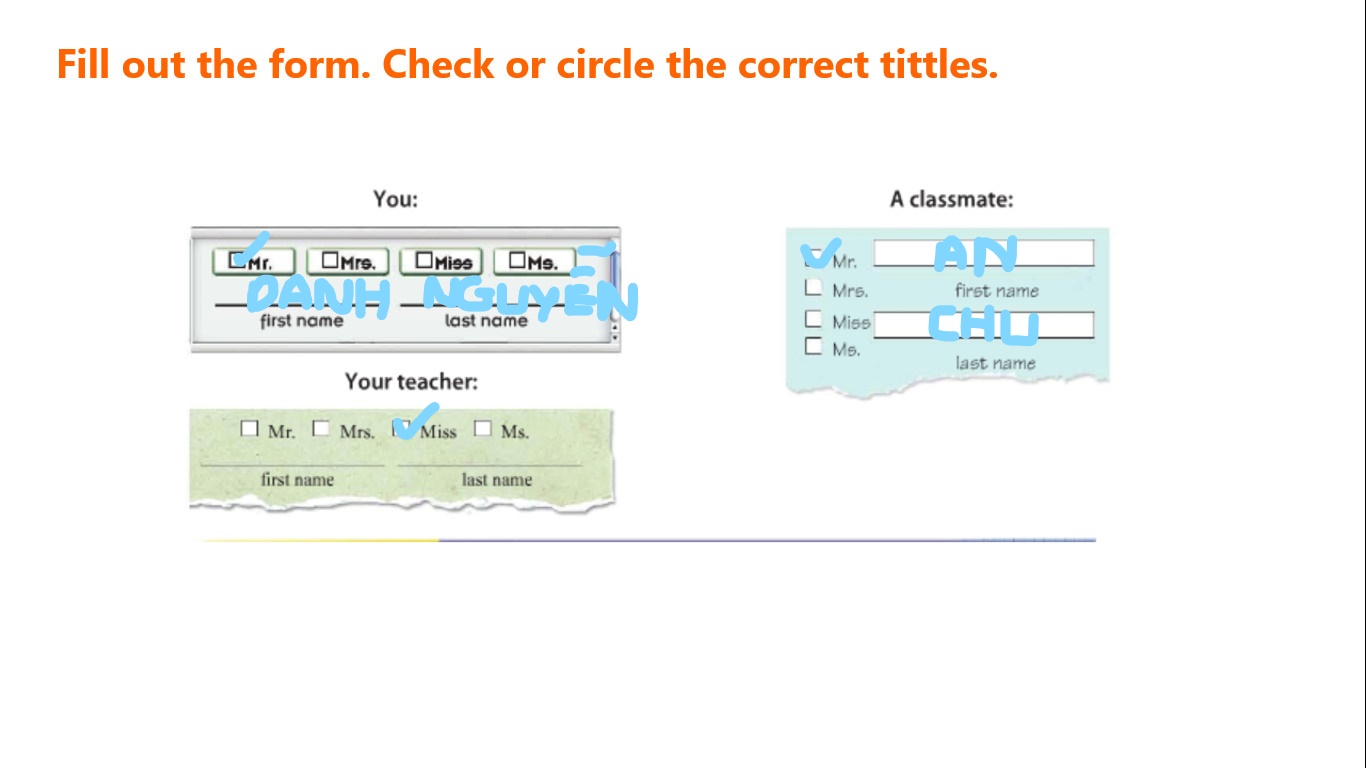 Fill out the form. Check or circle the correct tittles.
You:
Mr. Mrs. Miss Ms.
DANH NGUYỄN
first name last name
A classmate:
Mr. AN
Mrs. first name
Miss CHU
Ms.
last name
Your teacher:
Mr. Mrs. Miss Ms.
first name last name